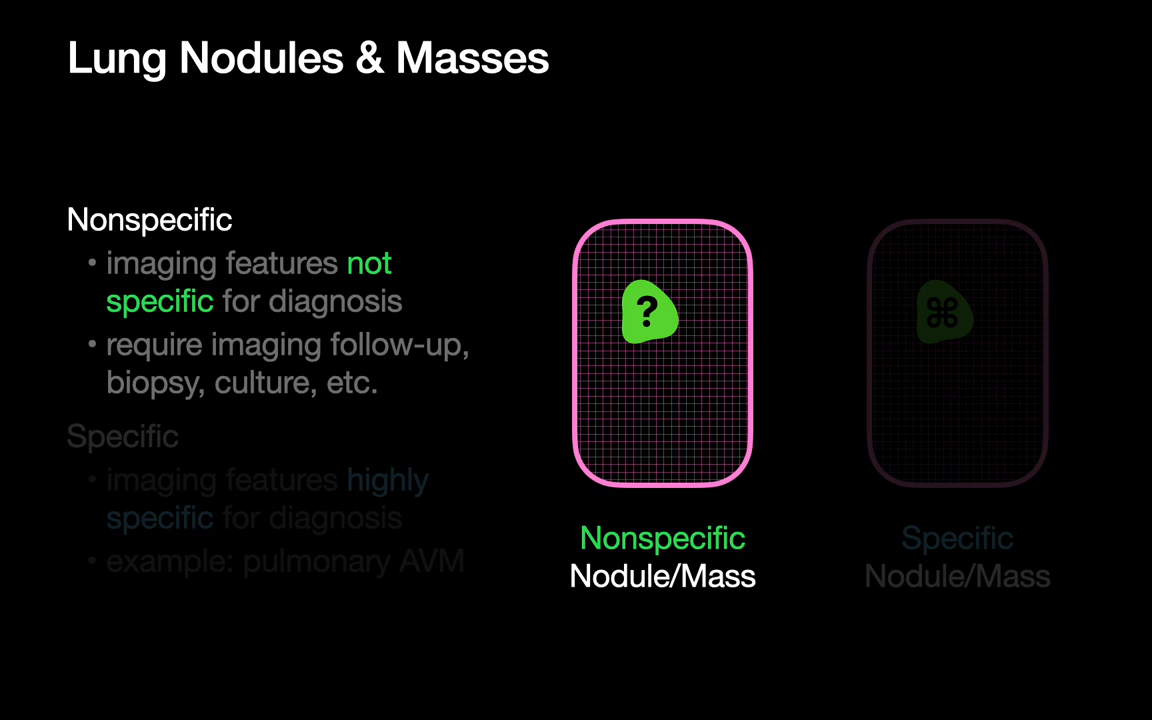 Lung Nodules & Masses
Nonspecific
• imaging features not
specific for diagnosis
• require imaging follow-up,
biopsy, culture, etc.
Specific
• imaging features highly
specific for diagnosis
• example: pulmonary AVM
?
⌘
Nonspecific
Nodule/Mass
Specific
Nodule/Mass